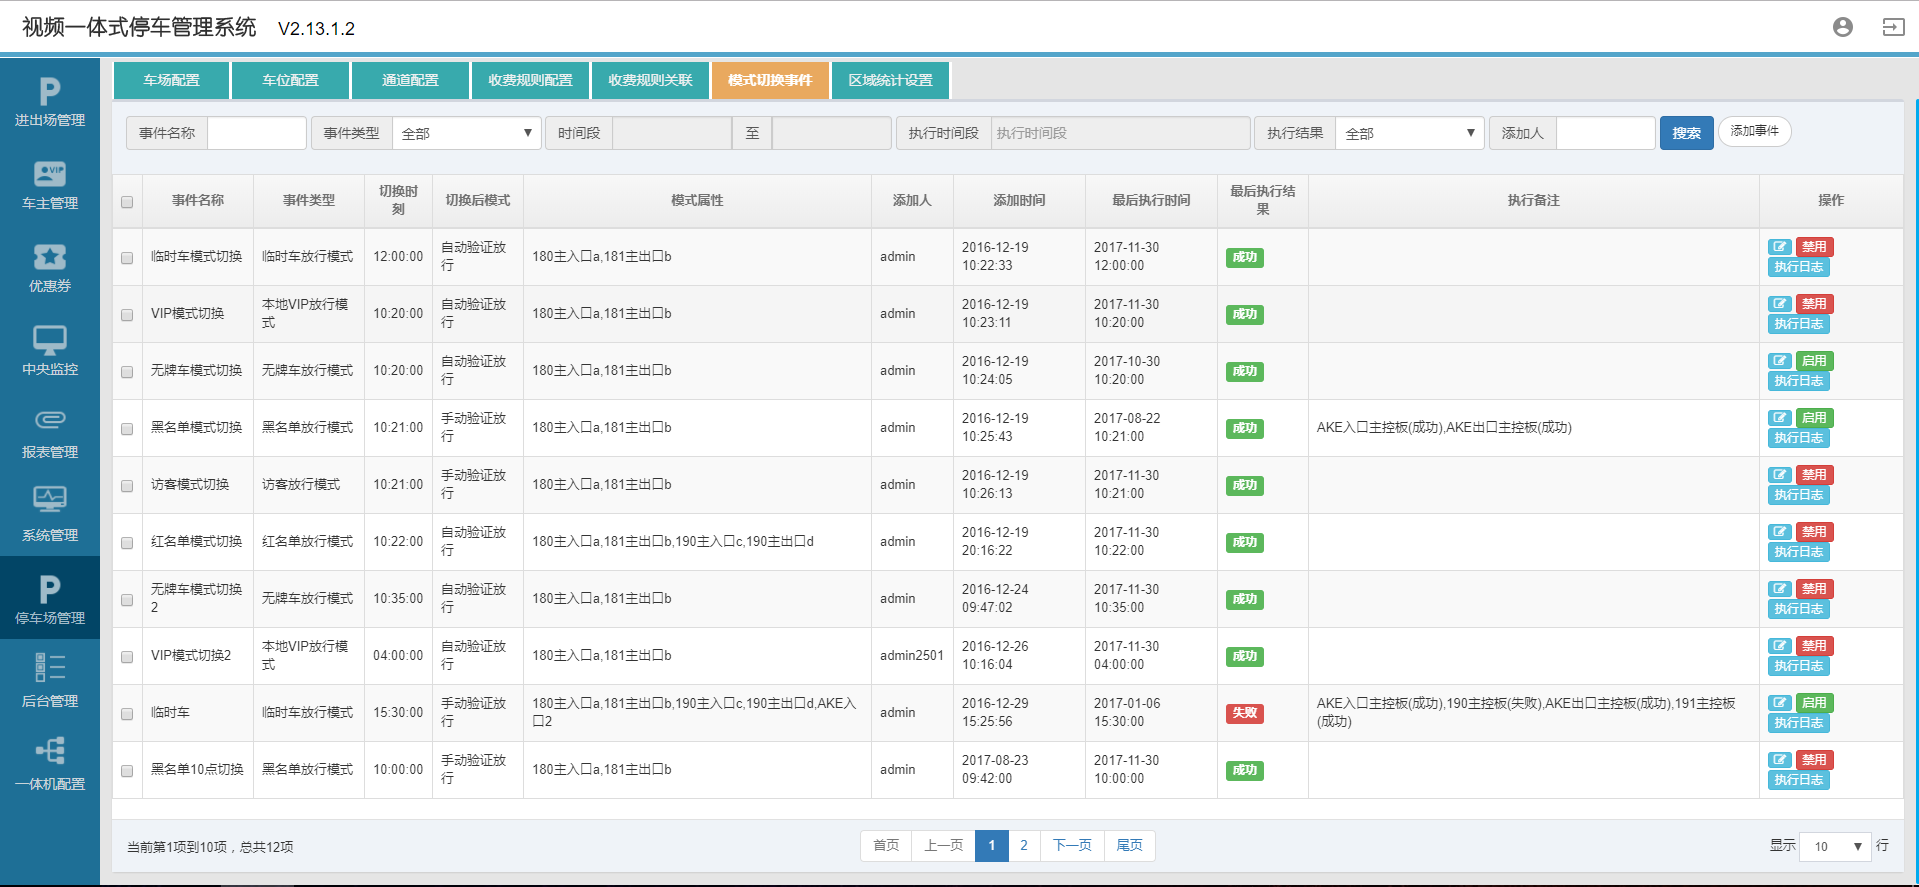 视频一体式停车管理系统 V2.13.1.2
进出场管理
车主管理
优惠券
中央监控
报表管理
系统管理
停车场管理
后台管理
一体机配置
车场配置 车位配置 通道配置 收费规则配置 收费规则关联 模式切换事件 区域统计设置
事件名称 事件类型 全部 时间段 至 执行时间段 执行时间段 执行结果 全部 添加人 搜索 添加事件
事件名称 事件类型 切换时刻 切换后模式 模式属性 添加人 添加时间 最后执行时间 最后执行结果 执行备注 操作
临时车模式切换 临时车放行模式 12:00:00 自动验证放行 180主入口a,181主出口b admin 2016-12-19 10:22:33 2017-11-30 12:00:00 成功 禁用 执行日志
VIP模式切换 本地VIP放行模式 10:20:00 自动验证放行 180主入口a,181主出口b admin 2016-12-19 10:23:11 2017-11-30 10:20:00 成功 禁用 执行日志
无牌车模式切换 无牌车放行模式 10:20:00 自动验证放行 180主入口a,181主出口b admin 2016-12-19 10:24:05 2017-10-30 10:20:00 成功 启用 执行日志
黑名单模式切换 黑名单放行模式 10:21:00 手动验证放行 180主入口a,181主出口b admin 2016-12-19 10:25:43 2017-08-22 10:21:00 成功 AKE入口主控板(成功),AKE出口主控板(成功) 启用 执行日志
访客模式切换 访客放行模式 10:21:00 手动验证放行 180主入口a,181主出口b admin 2016-12-19 10:26:13 2017-11-30 10:21:00 成功 禁用 执行日志
红名单模式切换 红名单放行模式 10:22:00 自动验证放行 180主入口a,181主出口b,190主入口c,190主出口d admin 2016-12-19 20:16:22 2017-11-30 10:22:00 成功 禁用 执行日志
无牌车模式切换2 无牌车放行模式 10:35:00 自动验证放行 180主入口a,181主出口b admin 2016-12-24 09:47:02 2017-11-30 10:35:00 成功 禁用 执行日志
VIP模式切换2 本地VIP放行模式 04:00:00 自动验证放行 180主入口a,181主出口b admin2501 2016-12-26 10:16:04 2017-11-30 04:00:00 成功 禁用 执行日志
临时车 临时车放行模式 15:30:00 手动验证放行 180主入口a,181主出口b,190主入口c,190主出口d,AKE入口2 admin 2016-12-29 15:25:56 2017-01-06 15:30:00 失败 AKE入口主控板(成功),190主控板(失败),AKE出口主控板(成功),191主控板(成功) 启用 执行日志
黑名单10点切换 黑名单放行模式 10:00:00 手动验证放行 180主入口a,181主出口b admin 2017-08-23 09:42:00 2017-11-30 10:00:00 成功 禁用 执行日志
当前第1项到10项，总共12项 首页 上一页 1 2 下一页 尾页 显示 10 行